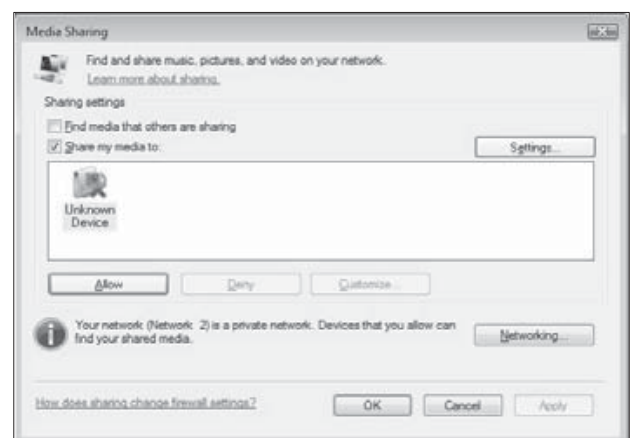 Media Sharing
Find and share music, pictures, and video on your network.
Learn more about sharing.
Sharing settings
Find media that others are sharing
Share my media to:
Settings...
Unknown
Device
Allow
Deny
Customize...
Your network (Network 2) is a private network. Devices that you allow can
find your shared media.
Networking...
How does sharing change firewall settings?
OK
Cancel
Apply